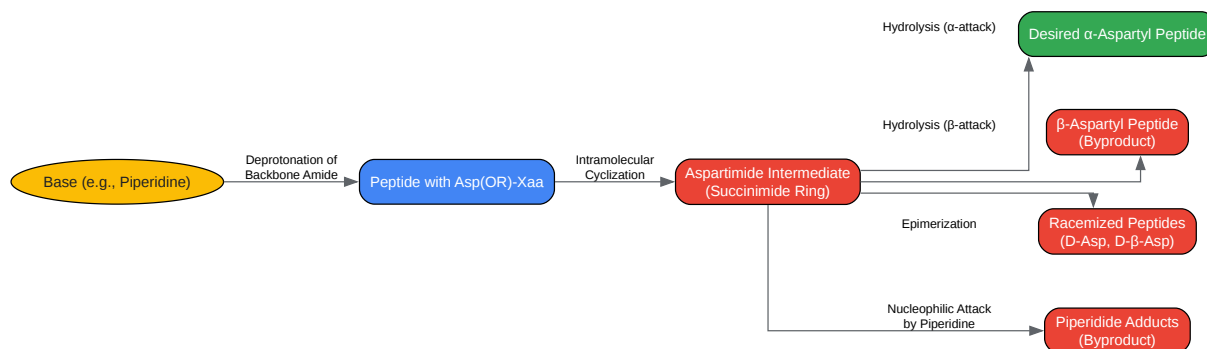 Hydrolysis (α-attack)
Desired α-Aspartyl Peptide
Hydrolysis (β-attack)
β-Aspartyl Peptide
(Byproduct)
Base (e.g., Piperidine)
Deprotonation of
Backbone Amide
Peptide with Asp(OR)-Xaa
Intramolecular
Cyclization
Aspartimide Intermediate
(Succinimide Ring)
Epimerization
Racemized Peptides
(D-Asp, D-β-Asp)
Nucleophilic Attack
by Piperidine
Piperidide Adducts
(Byproduct)